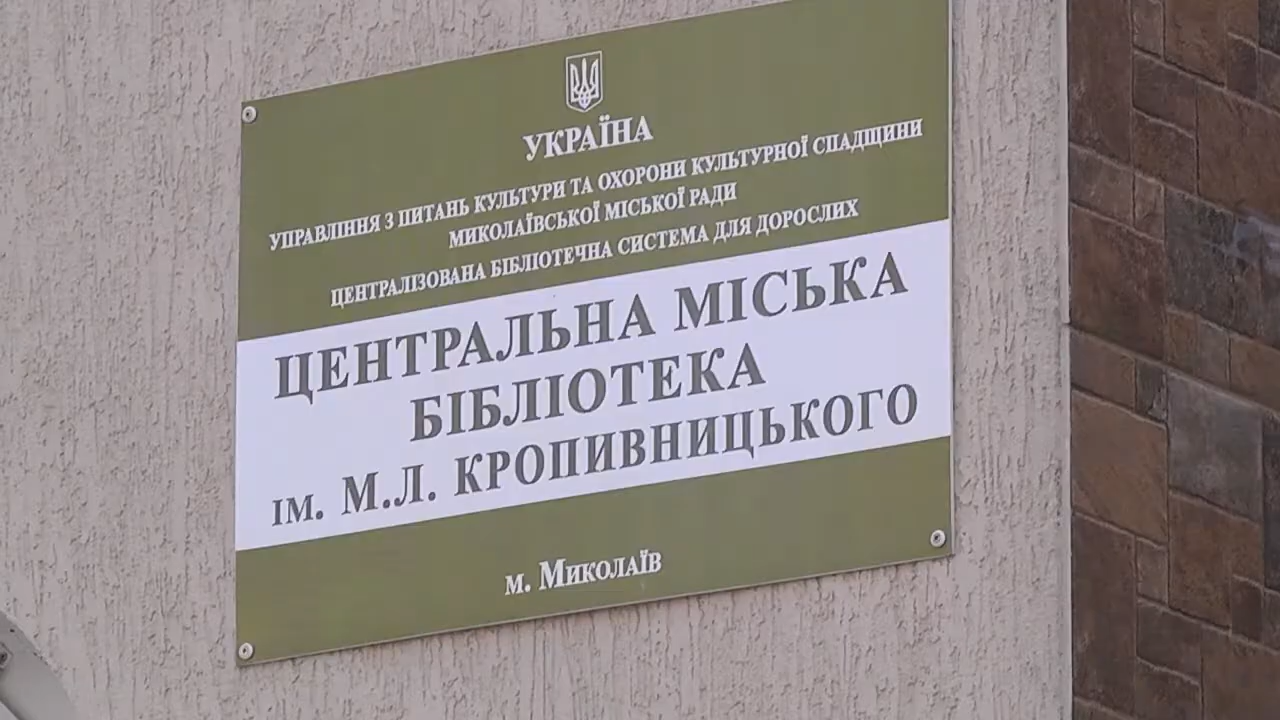 УКРАЇНА
УПРАВЛІННЯ З ПИТАНЬ КУЛЬТУРИ ТА ОХОРОНИ КУЛЬТУРНОЇ СПАДЩИНИ
МИКОЛАЇВСЬКОЇ МІСЬКОЇ РАДИ
ЦЕНТРАЛІЗОВАНА БІБЛІОТЕЧНА СИСТЕМА ДЛЯ ДОРОСЛИХ
ЦЕНТРАЛЬНА МІСЬКА
БІБЛІОТЕКА
ІМ. М.Л. КРОПИВНИЦЬКОГО
м. Миколаїв